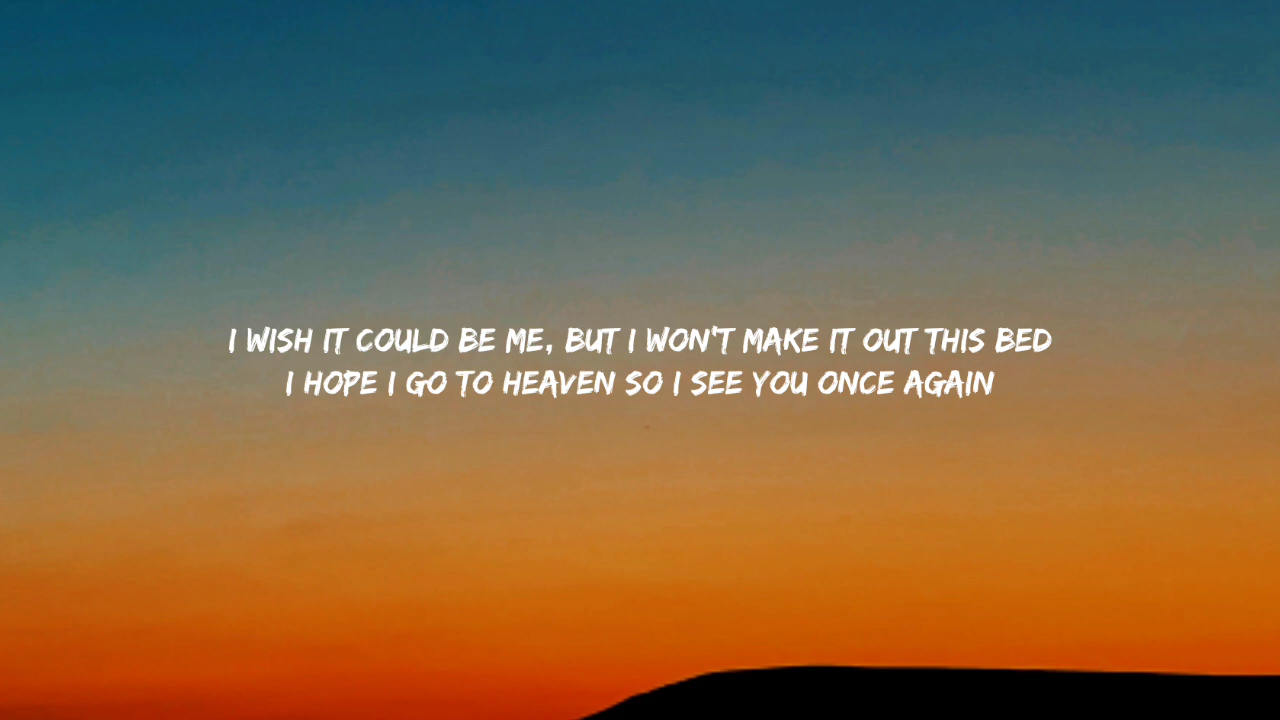 I WISH IT COULD BE ME, BUT I WON'T MAKE IT OUT THIS BED
I HOPE I GO TO HEAVEN SO I SEE YOU ONCE AGAIN